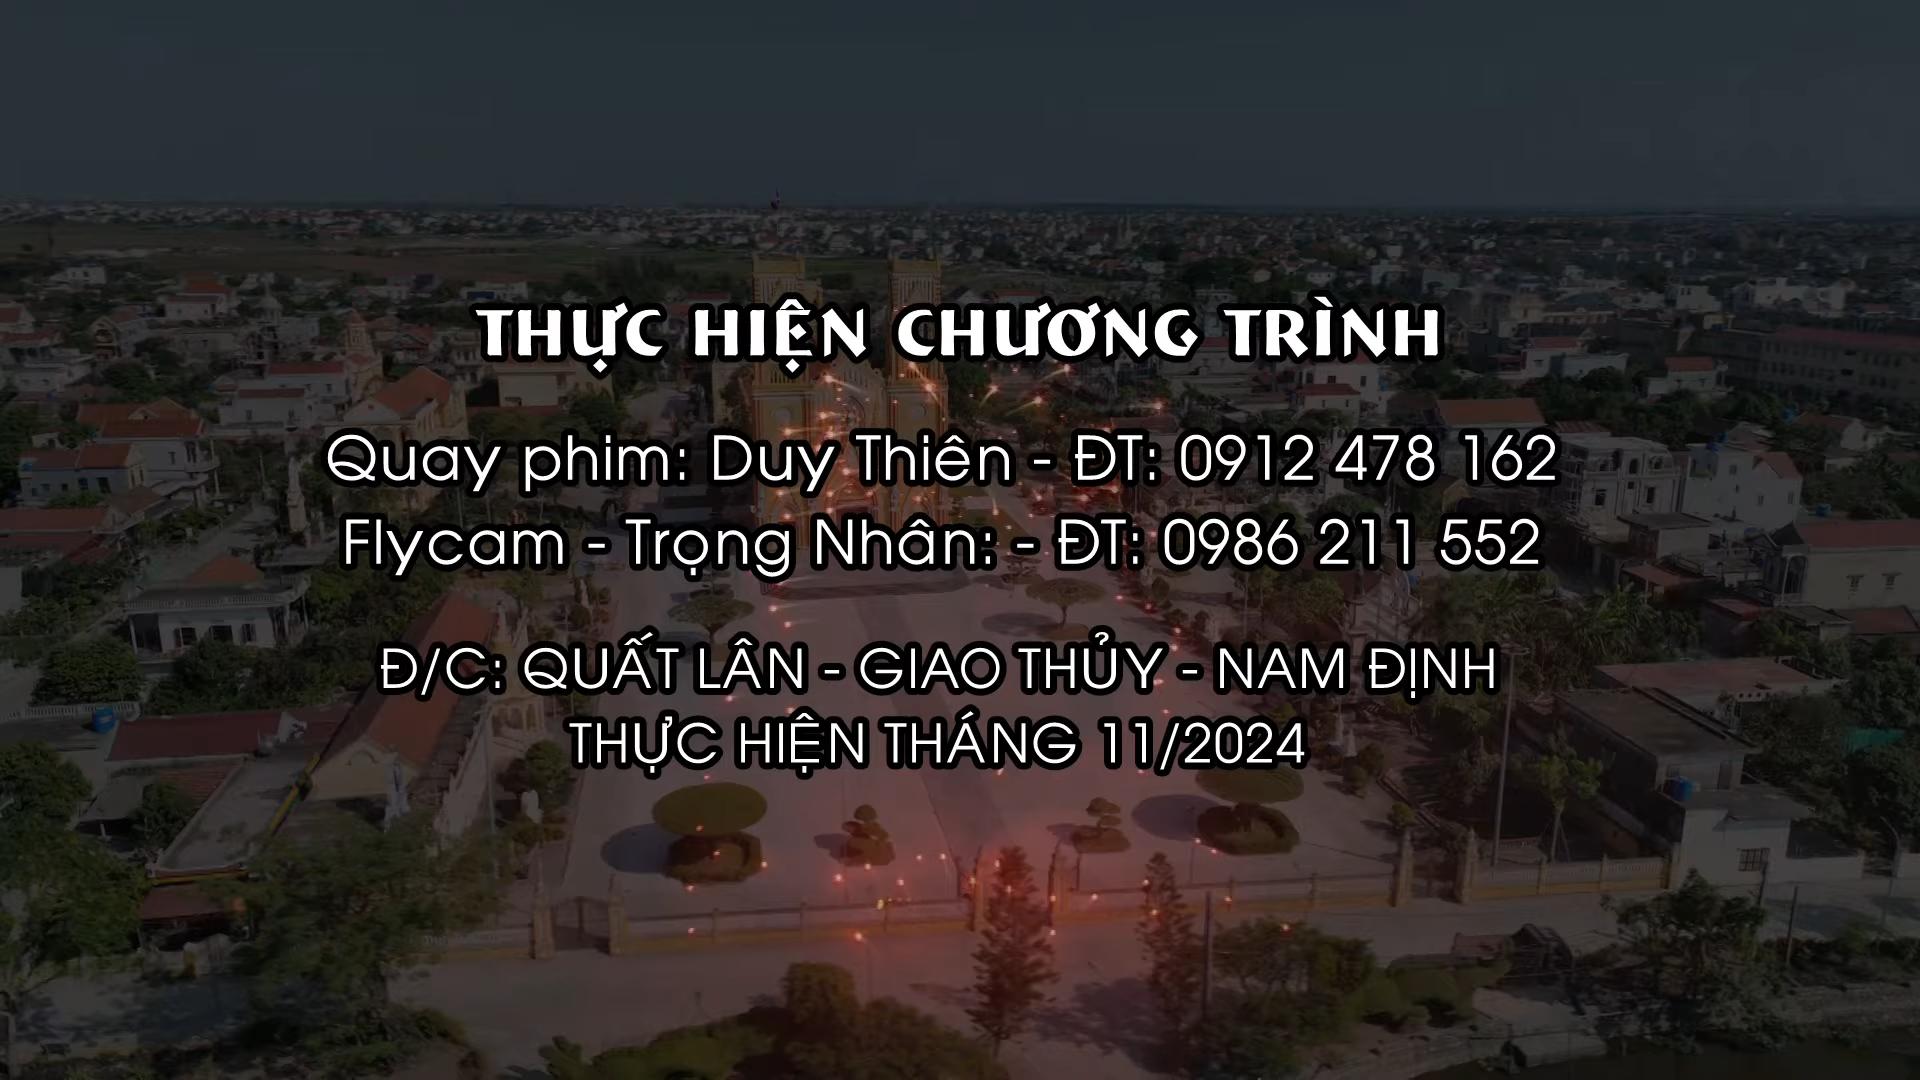 THỰC HIỆN CHƯƠNG TRÌNH
Quay phim: Duy Thiên - ĐT: 0912 478 162
Flycam - Trọng Nhân: - ĐT: 0986 211 552
Đ/C: QUẤT LÂN - GIAO THỦY - NAM ĐỊNH
THỰC HIỆN THÁNG 11/2024